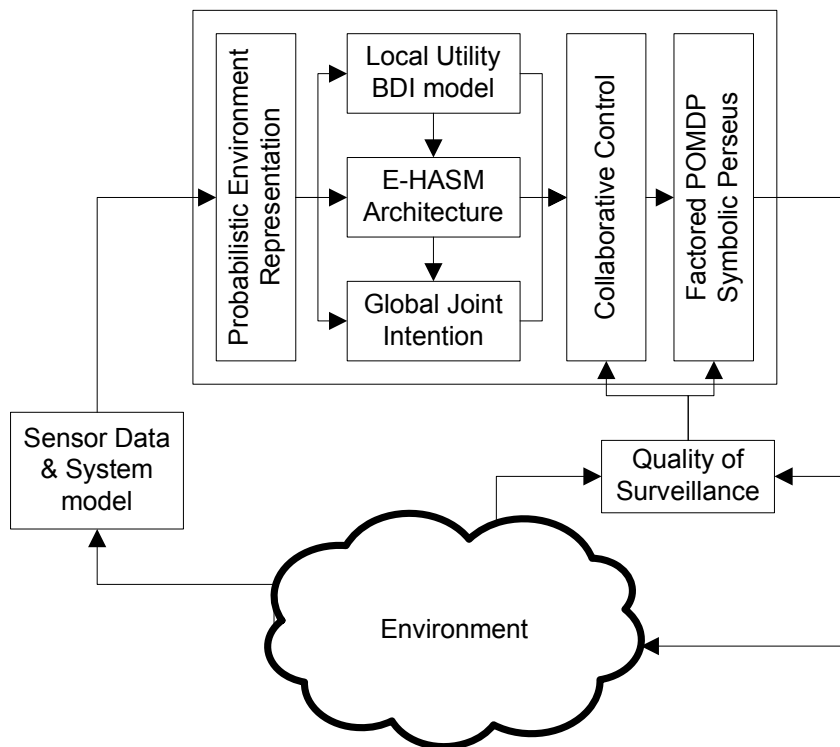 Probabilistic Environment
Representation
Local Utility
BDI model
E-HASM
Architecture
Global Joint
Intention
Collaborative Control
Factored POMDP
Symbolic Perseus
Sensor Data
& System
model
Quality of
Surveillance
Environment